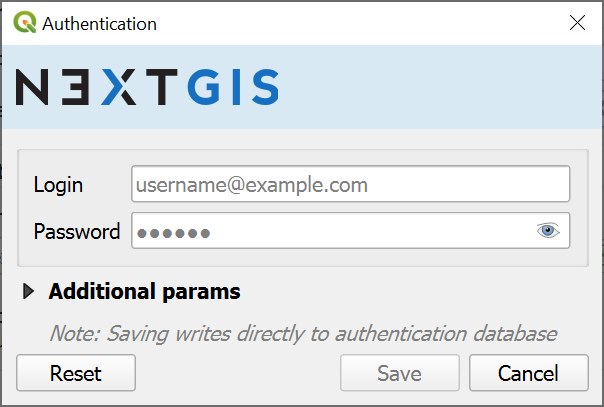 Authentication
NEXTGIS
Login username@example.com
Password ●●●●●●
Additional params
Note: Saving writes directly to authentication database
Reset Save Cancel